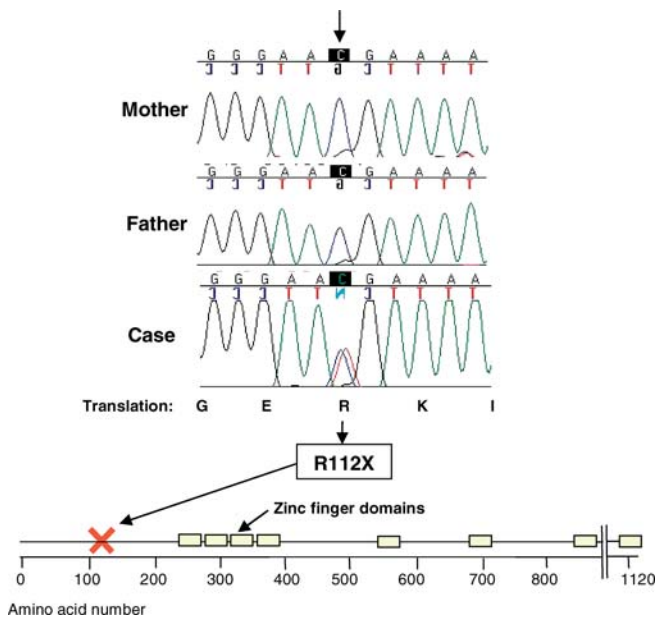 G G G A A C G A A A A
C C C T T G C T T T T
Mother
G G G A A C G A A A A
C C C T T G C T T T T
Father
G G G A A C G A A A A
C C C T T N C T T T T
Case
Translation: G E R K I
R112X
Zinc finger domains
0 100 200 300 400 500 600 700 800 1120
Amino acid number